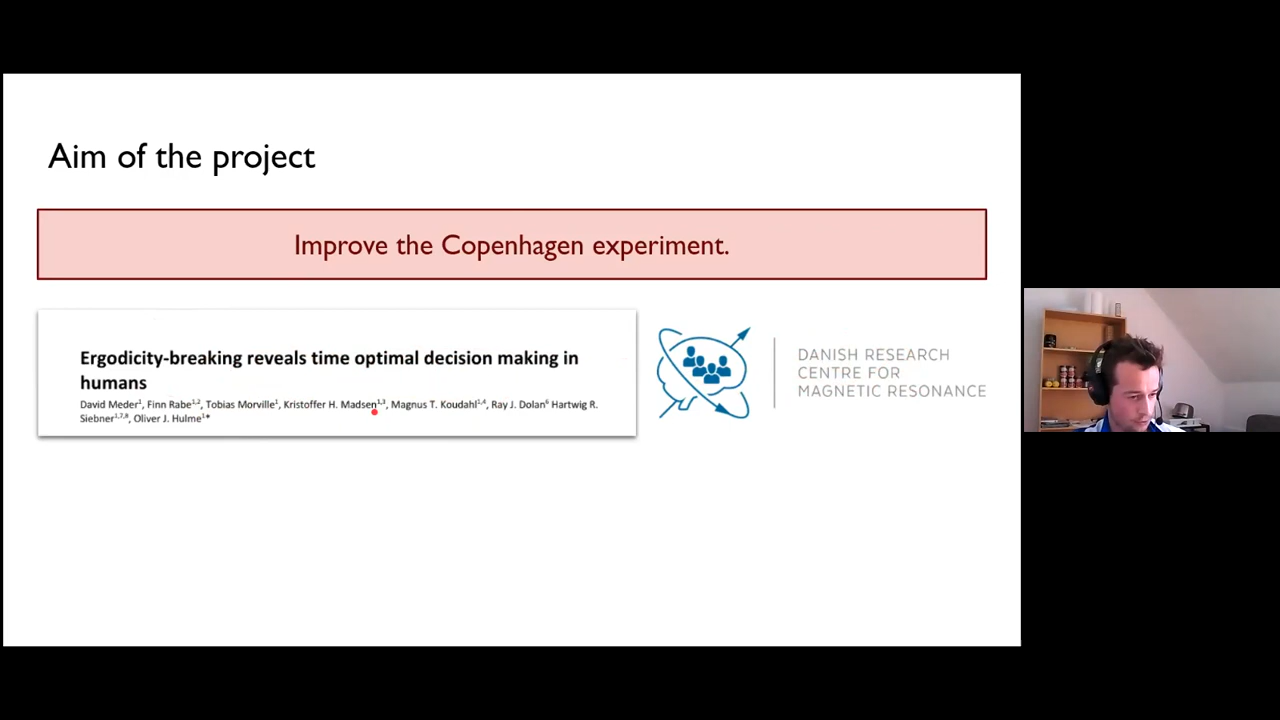 Aim of the project
Improve the Copenhagen experiment.
Ergodicity-breaking reveals time optimal decision making in
humans
David Meder1, Finn Rabe1,2, Tobias Morville1, Kristoffer H. Madsen1,3, Magnus T. Koudahl1,4, Ray J. Dolan6 Hartwig R.
Siebner1,7,8, Oliver J. Hulme1*
DANISH RESEARCH
CENTRE FOR
MAGNETIC RESONANCE